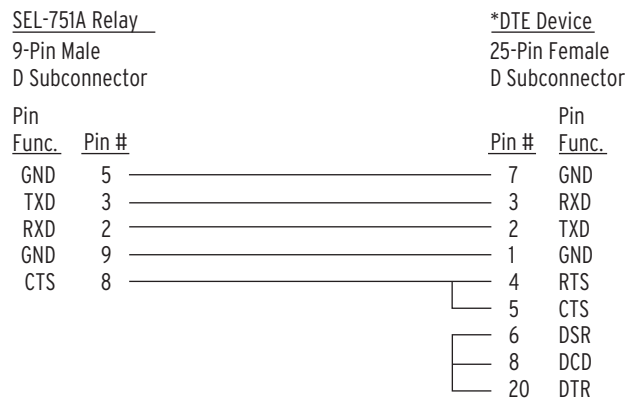 SEL-751A Relay *DTE Device
9-Pin Male 25-Pin Female
D Subconnector D Subconnector
Pin Pin
Func. Pin # Pin # Func.
GND 5 7 GND
TXD 3 3 RXD
RXD 2 2 TXD
GND 9 1 GND
CTS 8 4 RTS
5 CTS
6 DSR
8 DCD
20 DTR